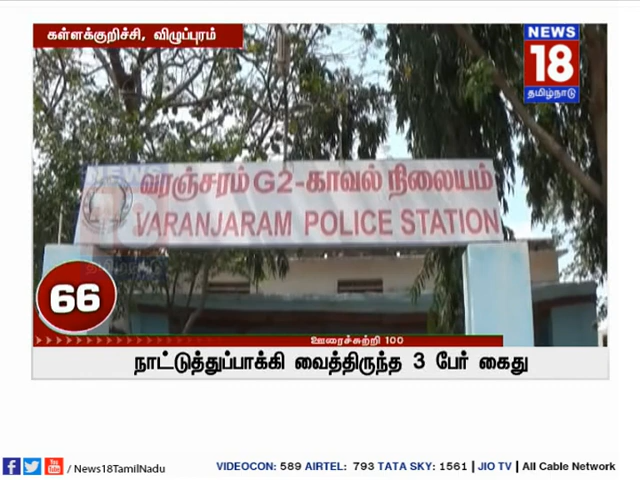 கள்ளக்குறிச்சி, விழுப்புரம்
NEWS
18
தமிழ்நாடு
வரஞ்சரம் G2-காவல் நிலையம்
VARANJARAM POLICE STATION
66
ஊரைச்சுற்றி 100
நாட்டுத்துப்பாக்கி வைத்திருந்த 3 பேர் கைது
/ News18TamilNadu
VIDEOCON: 589 AIRTEL: 793 TATA SKY: 1561 | JIO TV | All Cable Network